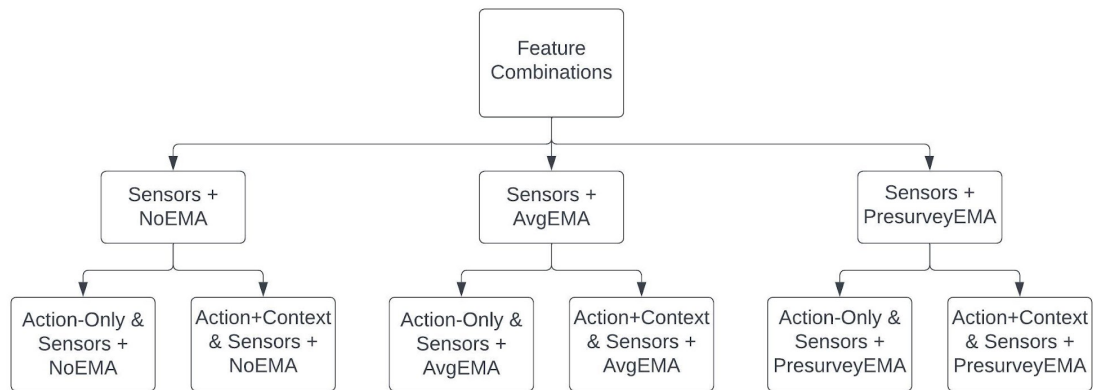 Feature
Combinations
Sensors +
NoEMA
Sensors +
AvgEMA
Sensors +
PresurveyEMA
Action-Only &
Sensors +
NoEMA
Action+Context
& Sensors +
NoEMA
Action-Only &
Sensors +
AvgEMA
Action+Context
& Sensors +
AvgEMA
Action-Only &
Sensors +
PresurveyEMA
Action+Context
& Sensors +
PresurveyEMA